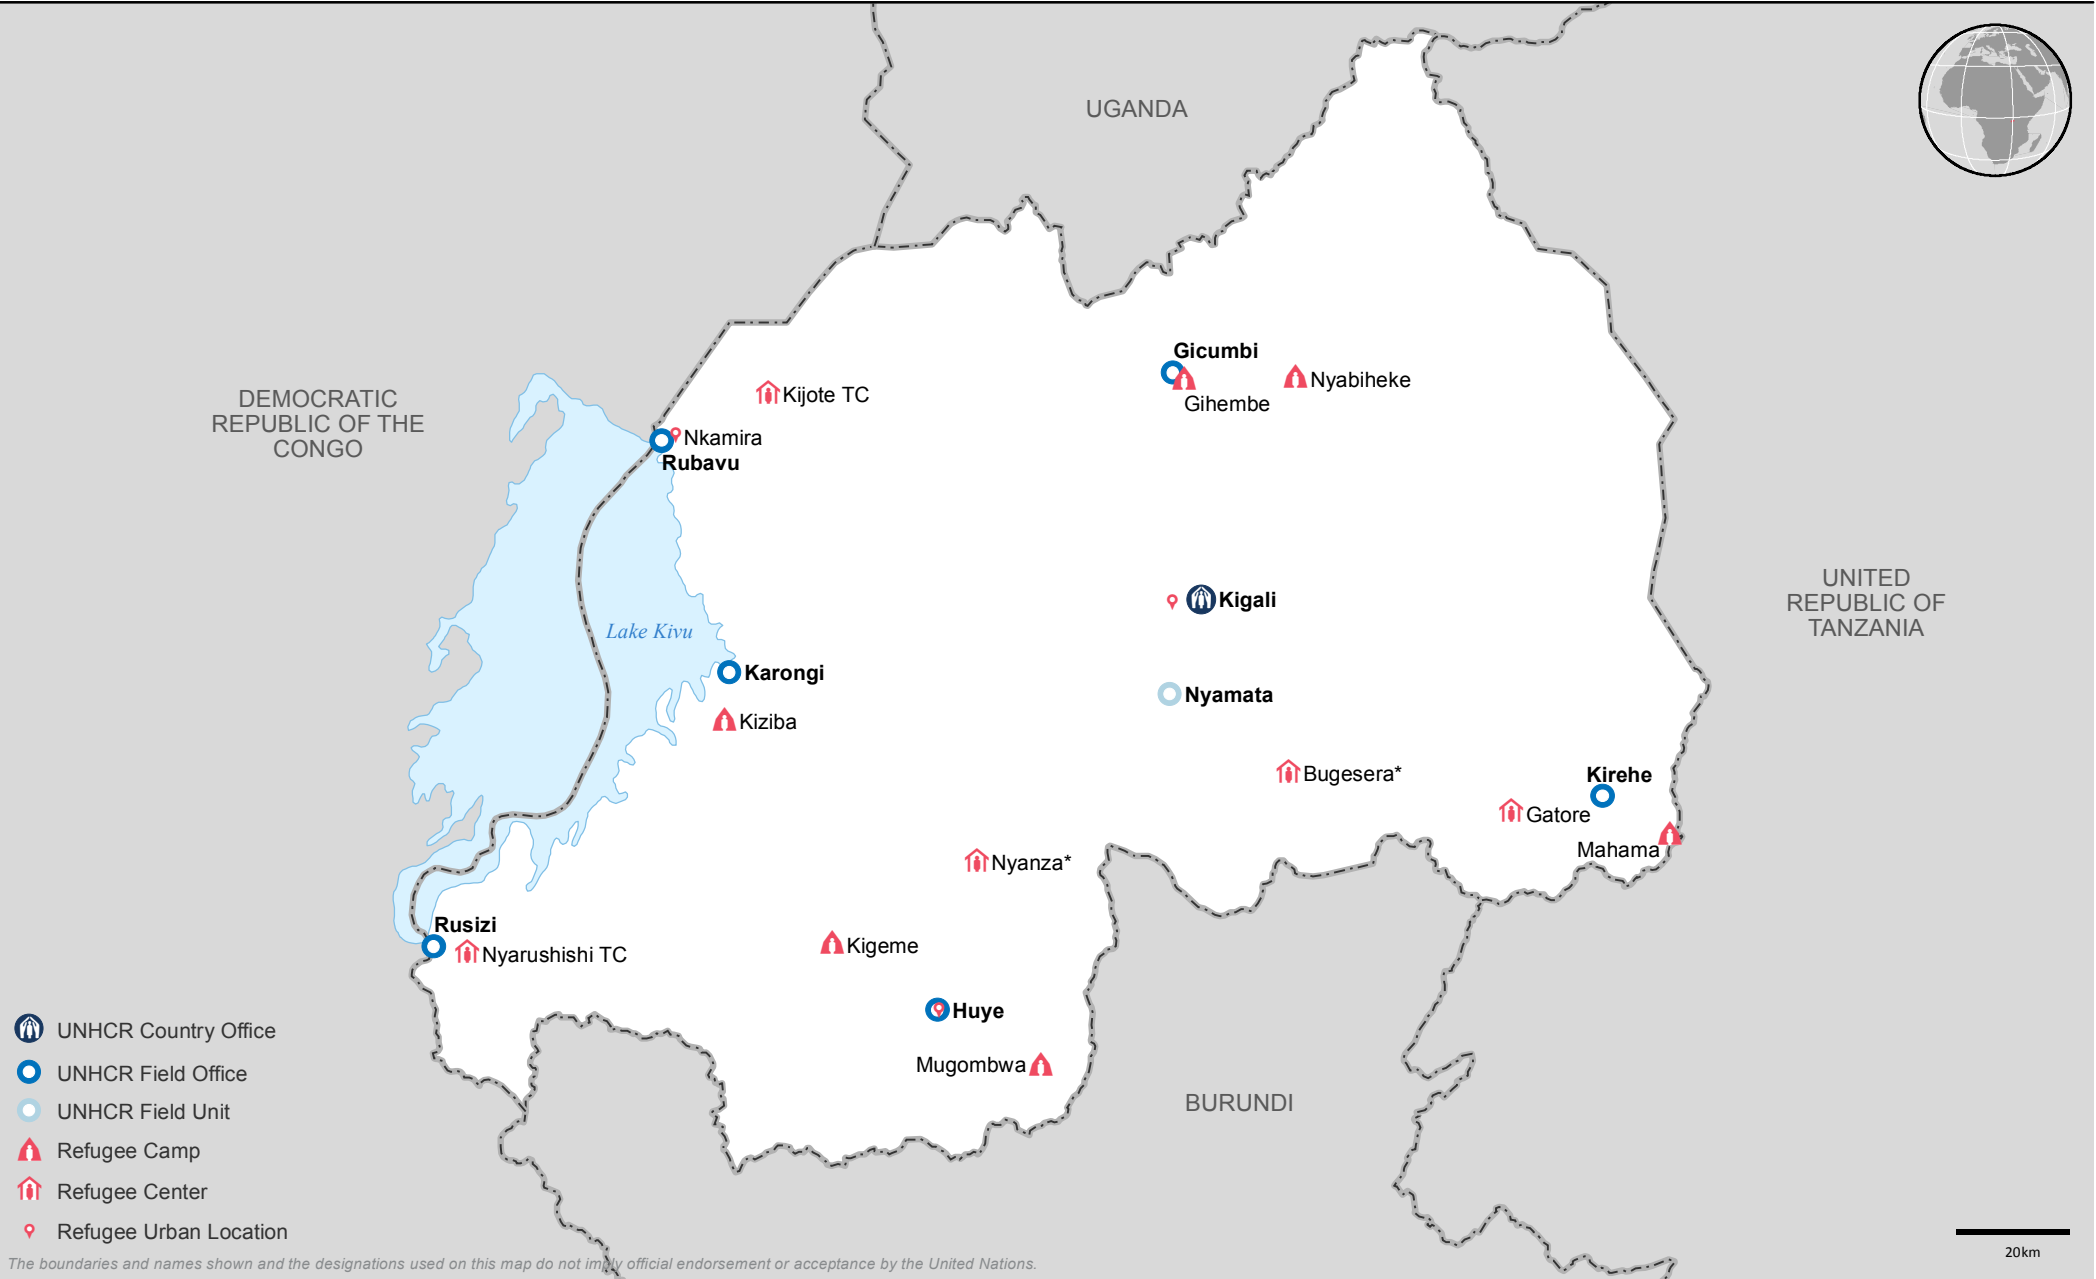 UGANDA
Gicumbi
Nyabiheke
Gihembe
DEMOCRATIC
REPUBLIC OF THE
CONGO
Kijote TC
Nkamira
Rubavu
UNITED
REPUBLIC OF
TANZANIA
Kigali
Lake Kivu
Karongi
Nyamata
Kiziba
Bugesera*
Kirehe
Gatore
Mahama
Nyanza*
Rusizi
Nyarushishi TC
Kigeme
Huye
Mugombwa
BURUNDI
UNHCR Country Office
UNHCR Field Office
UNHCR Field Unit
Refugee Camp
Refugee Center
Refugee Urban Location
20km
The boundaries and names shown and the designations used on this map do not imply official endorsement or acceptance by the United Nations.